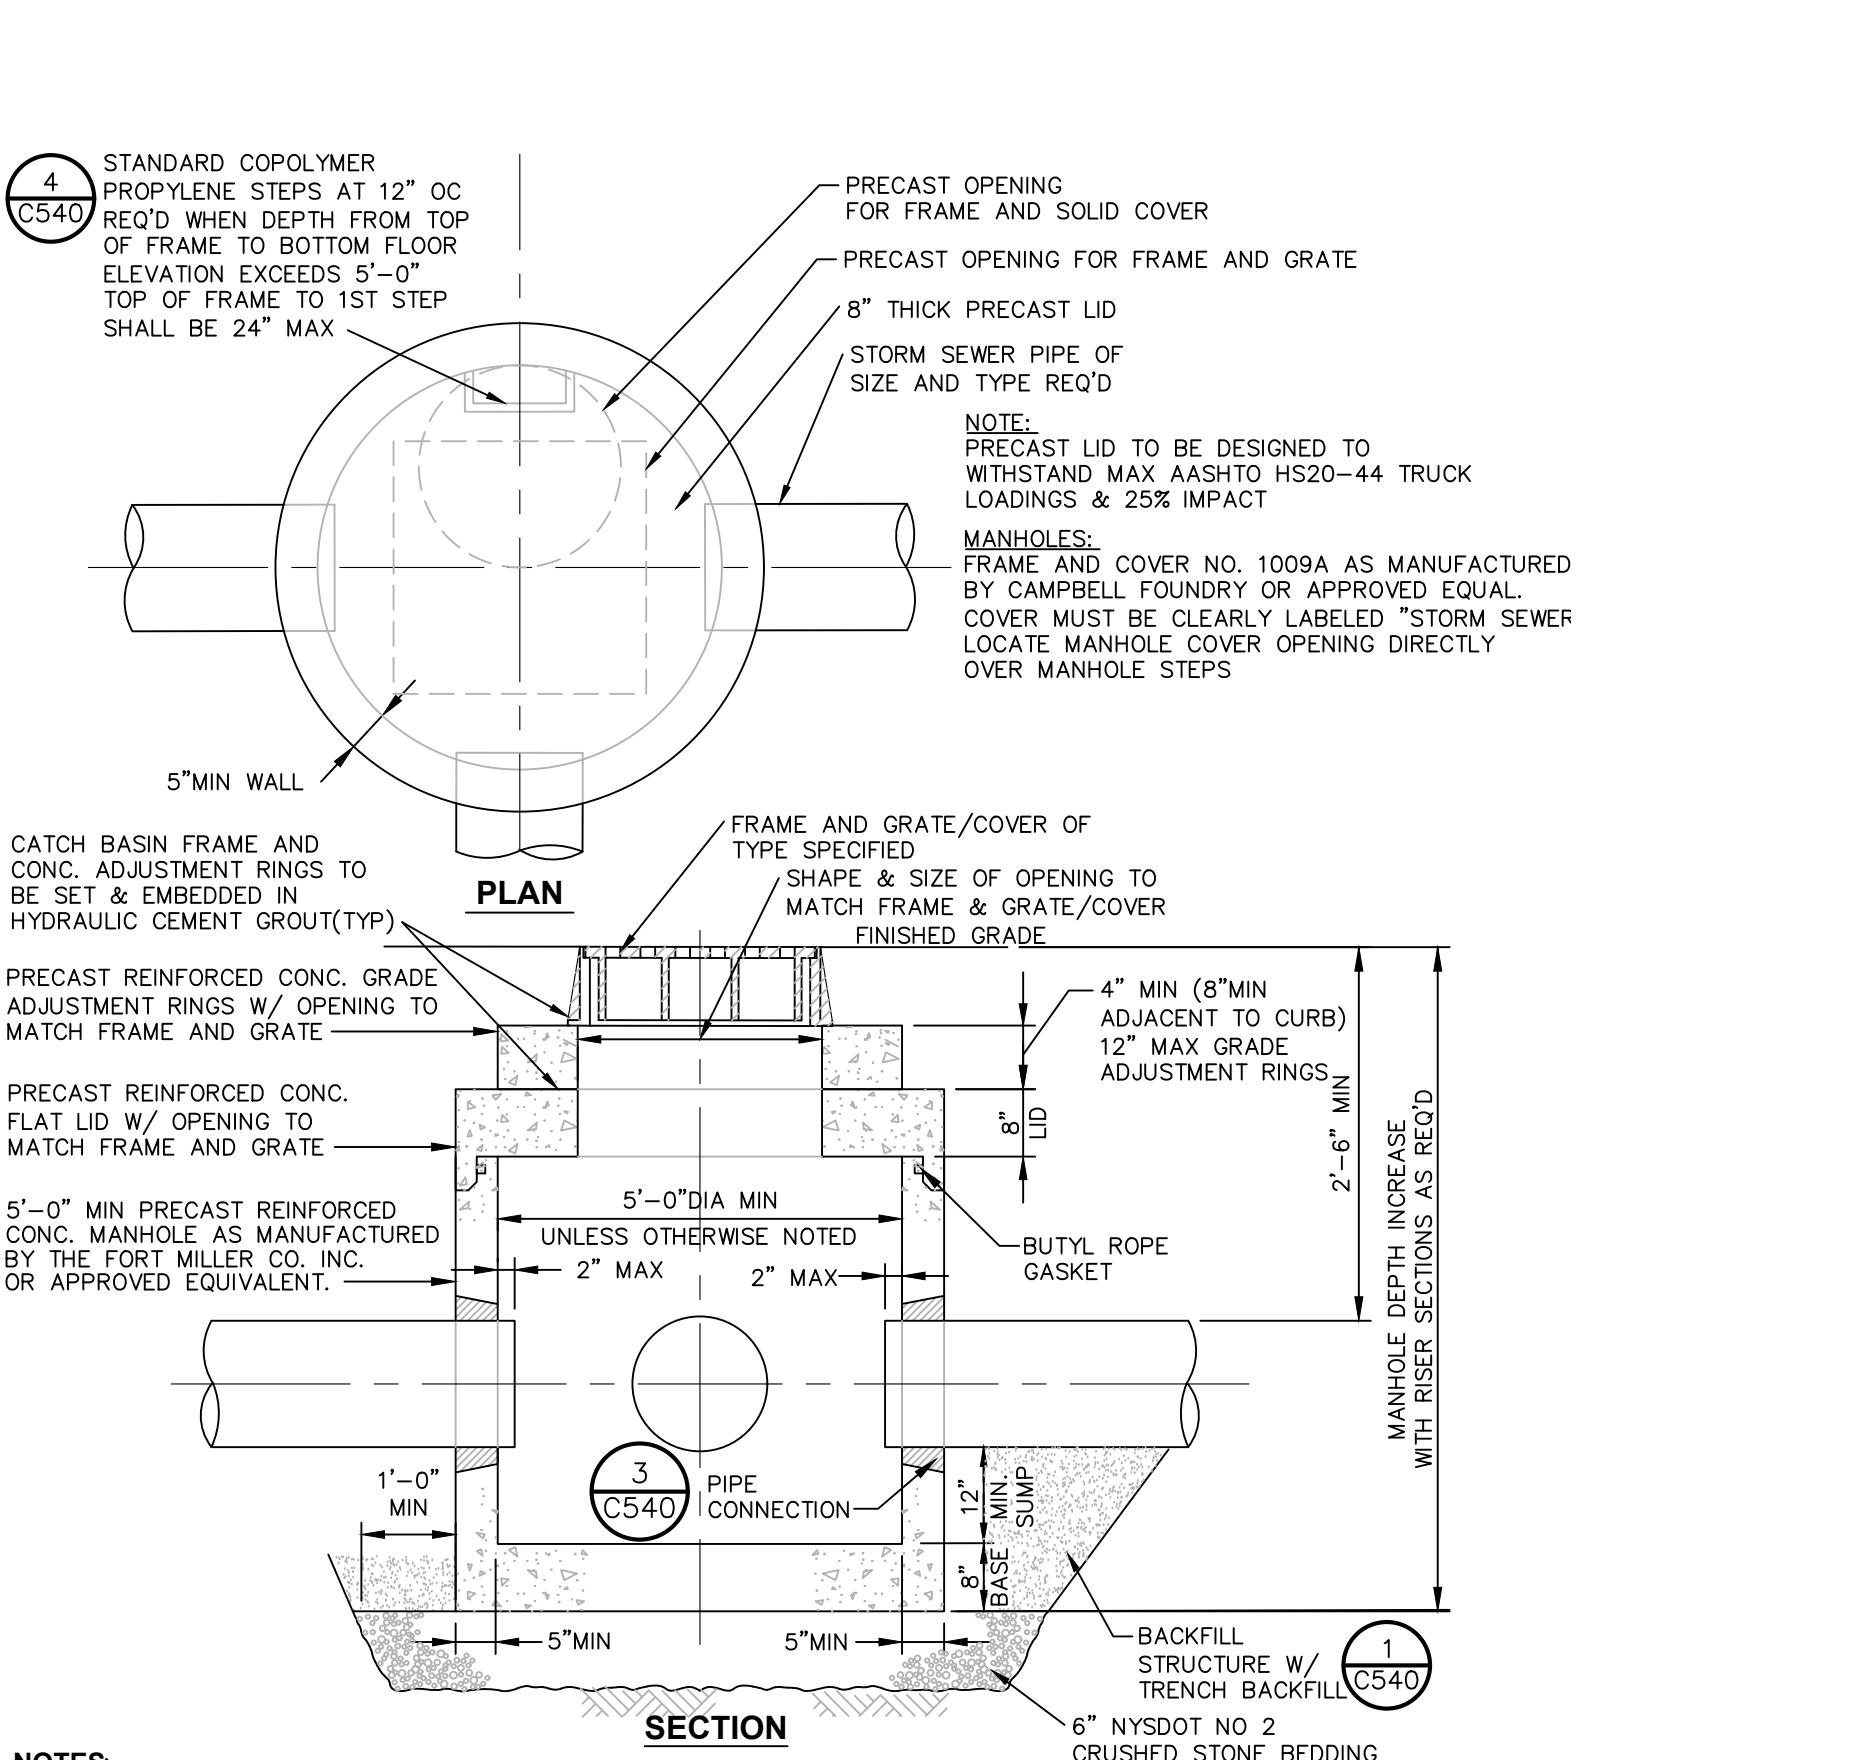 4
C540
STANDARD COPOLYMER
PROPYLENE STEPS AT 12" OC
REQ'D WHEN DEPTH FROM TOP
OF FRAME TO BOTTOM FLOOR
ELEVATION EXCEEDS 5'-0"
TOP OF FRAME TO 1ST STEP
SHALL BE 24" MAX
PRECAST OPENING
FOR FRAME AND SOLID COVER
PRECAST OPENING FOR FRAME AND GRATE
8" THICK PRECAST LID
STORM SEWER PIPE OF
SIZE AND TYPE REQ'D
NOTE:
PRECAST LID TO BE DESIGNED TO
WITHSTAND MAX AASHTO HS20-44 TRUCK
LOADINGS & 25% IMPACT
MANHOLES:
FRAME AND COVER NO. 1009A AS MANUFACTURED
BY CAMPBELL FOUNDRY OR APPROVED EQUAL.
COVER MUST BE CLEARLY LABELED "STORM SEWER
LOCATE MANHOLE COVER OPENING DIRECTLY
OVER MANHOLE STEPS
5"MIN WALL
PLAN
CATCH BASIN FRAME AND
CONC. ADJUSTMENT RINGS TO
BE SET & EMBEDDED IN
HYDRAULIC CEMENT GROUT(TYP)
FRAME AND GRATE/COVER OF
TYPE SPECIFIED
SHAPE & SIZE OF OPENING TO
MATCH FRAME & GRATE/COVER
FINISHED GRADE
PRECAST REINFORCED CONC. GRADE
ADJUSTMENT RINGS W/ OPENING TO
MATCH FRAME AND GRATE
4" MIN (8"MIN
ADJACENT TO CURB)
12" MAX GRADE
ADJUSTMENT RINGS
PRECAST REINFORCED CONC.
FLAT LID W/ OPENING TO
MATCH FRAME AND GRATE
8"
LID
2'-6" MIN
MANHOLE DEPTH INCREASE
WITH RISER SECTIONS AS REQ'D
5'-0" MIN PRECAST REINFORCED
CONC. MANHOLE AS MANUFACTURED
BY THE FORT MILLER CO. INC.
OR APPROVED EQUIVALENT.
5'-0"DIA MIN
UNLESS OTHERWISE NOTED
2" MAX
2" MAX
BUTYL ROPE
GASKET
1'-0"
MIN
3
C540
PIPE
CONNECTION
12"
MIN.
SUMP
8"
BASE
5"MIN
5"MIN
BACKFILL
STRUCTURE W/
TRENCH BACKFILL
1
C540
6" NYSDOT NO 2
CRUSHED STONE BEDDING
SECTION
NOTES: